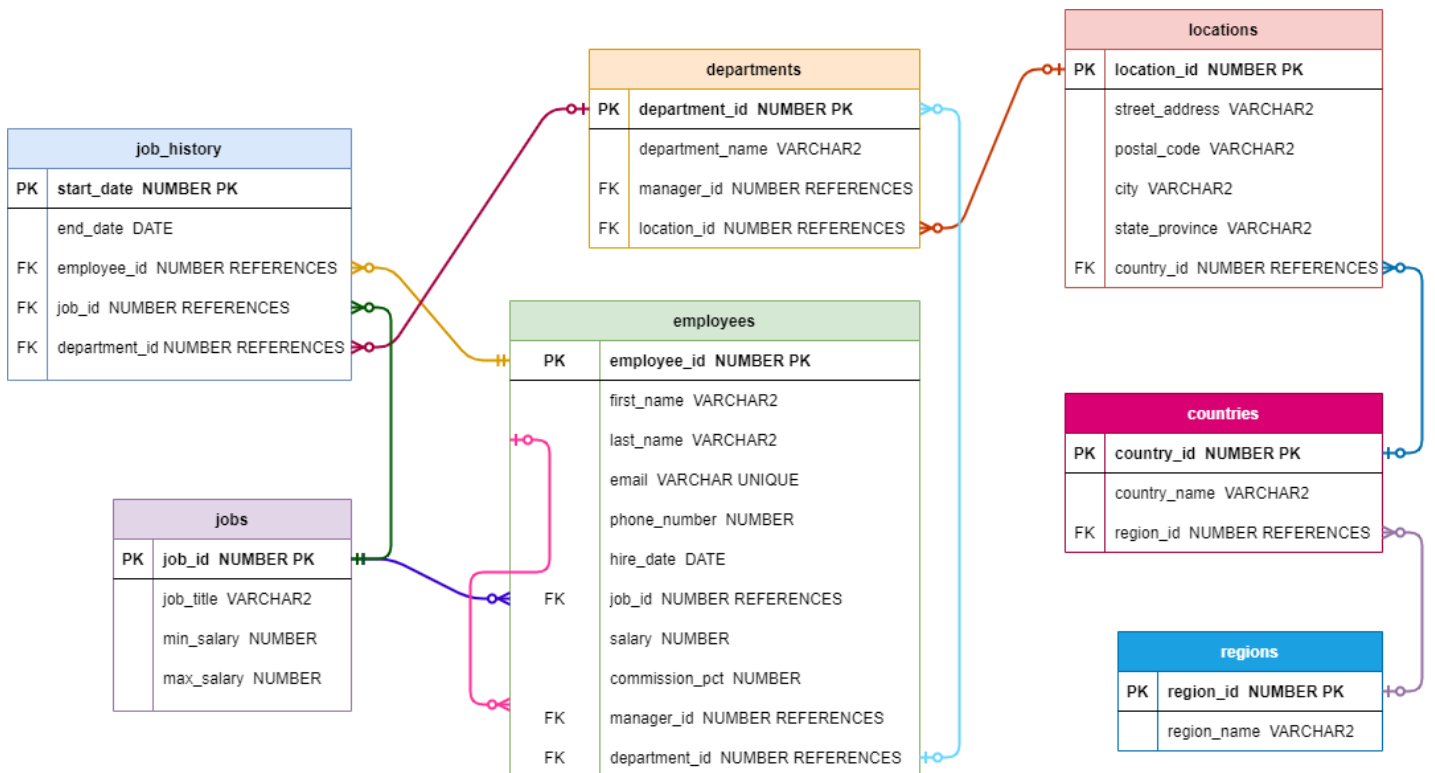 job_history
PK start_date NUMBER PK
end_date DATE
FK employee_id NUMBER REFERENCES
FK job_id NUMBER REFERENCES
FK department_id NUMBER REFERENCES
jobs
PK job_id NUMBER PK
job_title VARCHAR2
min_salary NUMBER
max_salary NUMBER
departments
PK department_id NUMBER PK
department_name VARCHAR2
FK manager_id NUMBER REFERENCES
FK location_id NUMBER REFERENCES
employees
PK employee_id NUMBER PK
first_name VARCHAR2
last_name VARCHAR2
email VARCHAR UNIQUE
phone_number NUMBER
hire_date DATE
FK job_id NUMBER REFERENCES
salary NUMBER
commission_pct NUMBER
FK manager_id NUMBER REFERENCES
FK department_id NUMBER REFERENCES
locations
PK location_id NUMBER PK
street_address VARCHAR2
postal_code VARCHAR2
city VARCHAR2
state_province VARCHAR2
FK country_id NUMBER REFERENCES
countries
PK country_id NUMBER PK
country_name VARCHAR2
FK region_id NUMBER REFERENCES
regions
PK region_id NUMBER PK
region_name VARCHAR2